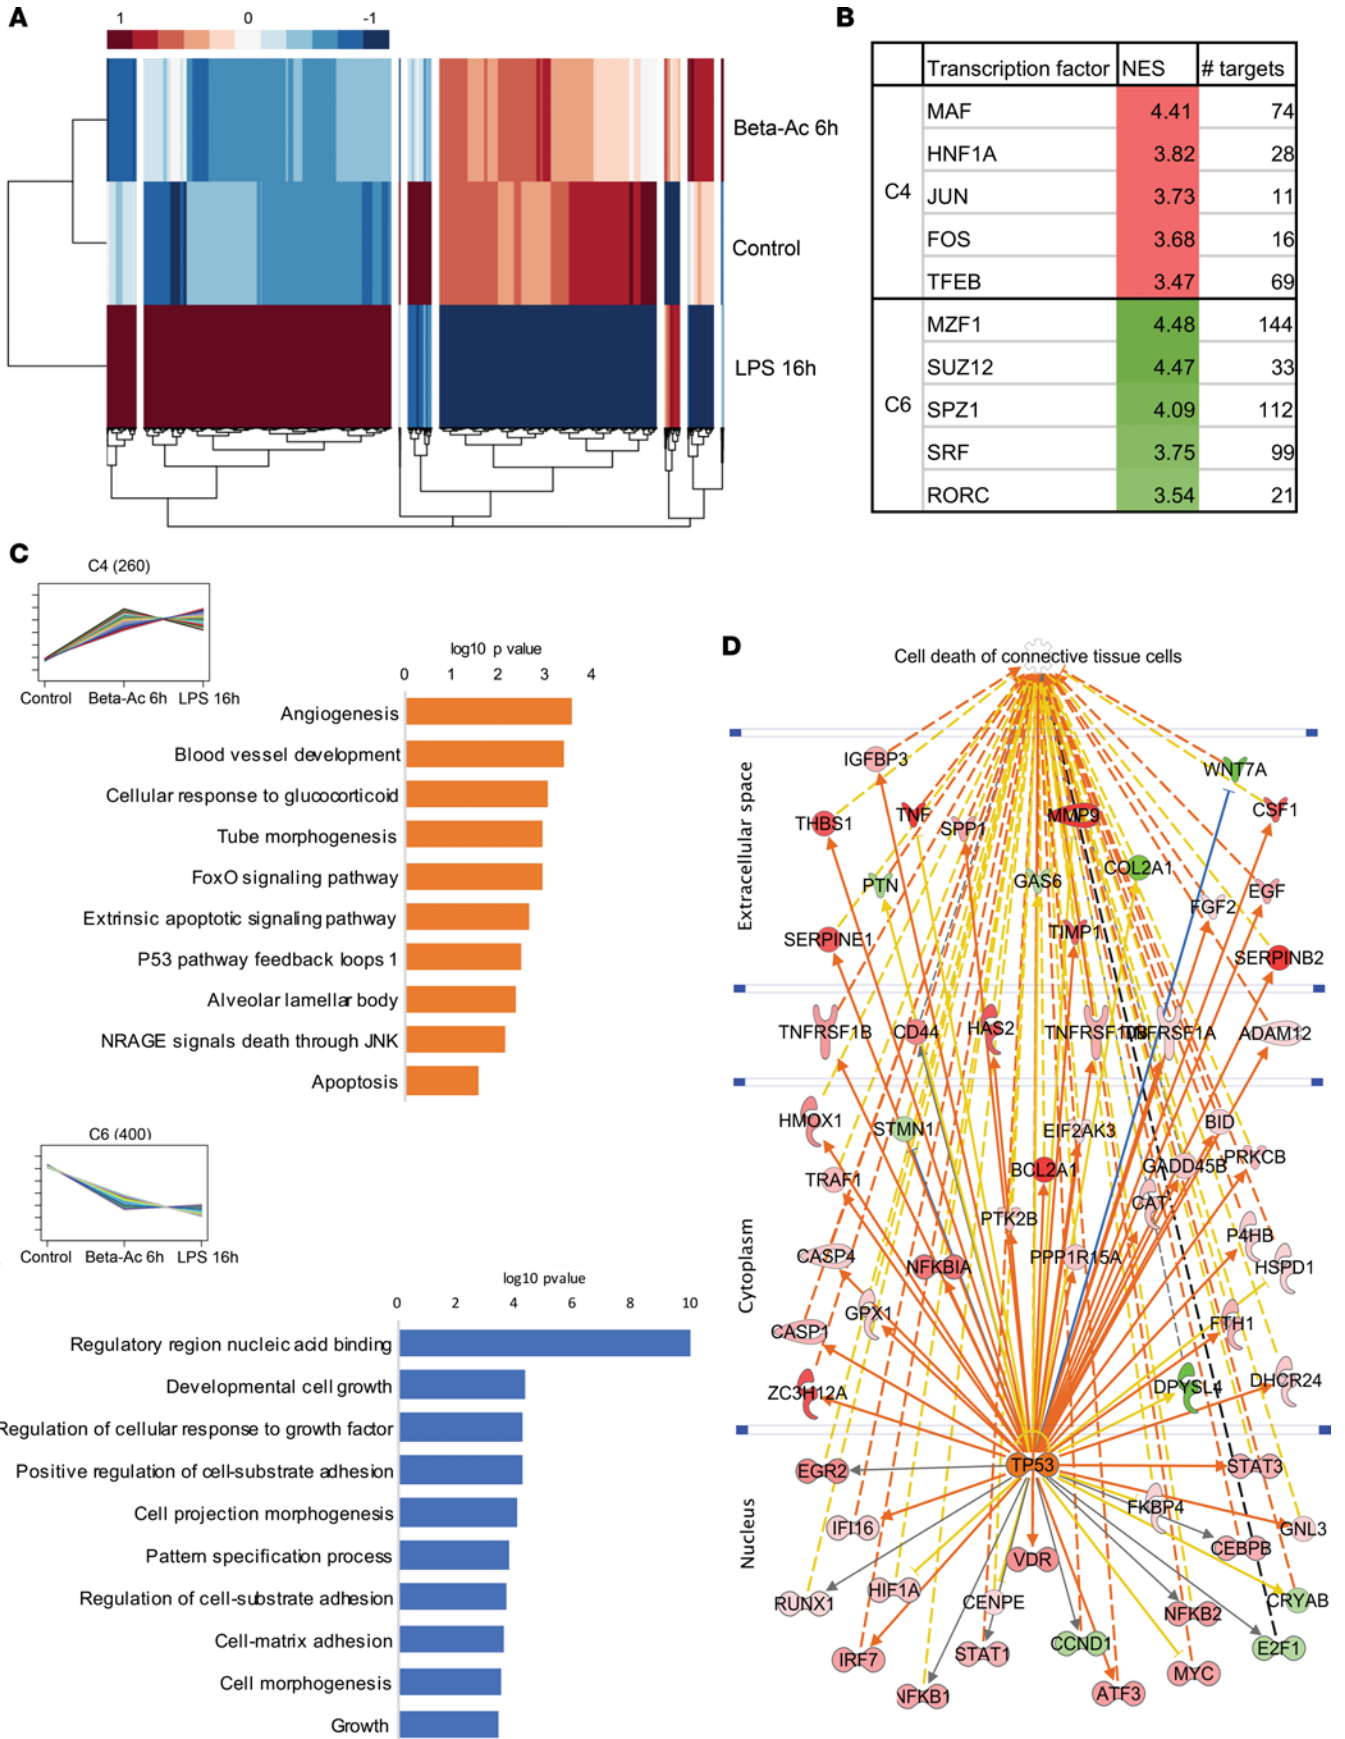 A
1
0
-1
Beta-Ac 6h
Control
LPS 16h
B
Transcription factor NES # targets
C4
MAF 4.41 74
HNF1A 3.82 28
JUN 3.73 11
FOS 3.68 16
TFEB 3.47 69
C6
MZF1 4.48 144
SUZ12 4.47 33
SPZ1 4.09 112
SRF 3.75 99
RORC 3.54 21
C
C4 (260)
Control Beta-Ac 6h LPS 16h
log10 p value
0 1 2 3 4
Angiogenesis
Blood vessel development
Cellular response to glucocorticoid
Tube morphogenesis
FoxO signaling pathway
Extrinsic apoptotic signaling pathway
P53 pathway feedback loops 1
Alveolar lamellar body
NRAGE signals death through JNK
Apoptosis
C6 (400)
Control Beta-Ac 6h LPS 16h
log10 pvalue
0 2 4 6 8 10
Regulatory region nucleic acid binding
Developmental cell growth
Regulation of cellular response to growth factor
Positive regulation of cell-substrate adhesion
Cell projection morphogenesis
Pattern specification process
Regulation of cell-substrate adhesion
Cell-matrix adhesion
Cell morphogenesis
Growth
D
Cell death of connective tissue cells
Extracellular space
IGFBP3
WNT7A
THBS1
TNF
SPP1
MMP9
CSF1
PTN
GAS6
COL2A1
FGF2
EGF
SERPINE1
TIMP1
SERPINB2
TNFRSF1B
CD44
HAS2
TNFRSF1A
ADAM12
Cytoplasm
HMOX1
STMN1
EIF2AK3
BID
TRAF1
BCL2A1
GADD45B
PRKCB
PTK2B
CAT
P4HB
CASP4
NFKBIA
PPP1R15A
HSPD1
CASP1
GPX1
FTH1
ZC3H12A
DPYSL4
DHCR24
Nucleus
EGR2
TP53
STAT3
IFI16
FKBP4
GNL3
VDR
CEBPB
RUNX1
HIF1A
CENPE
NFKB2
CRYAB
IRF7
STAT1
CCND1
MYC
E2F1
NFKB1
ATF3